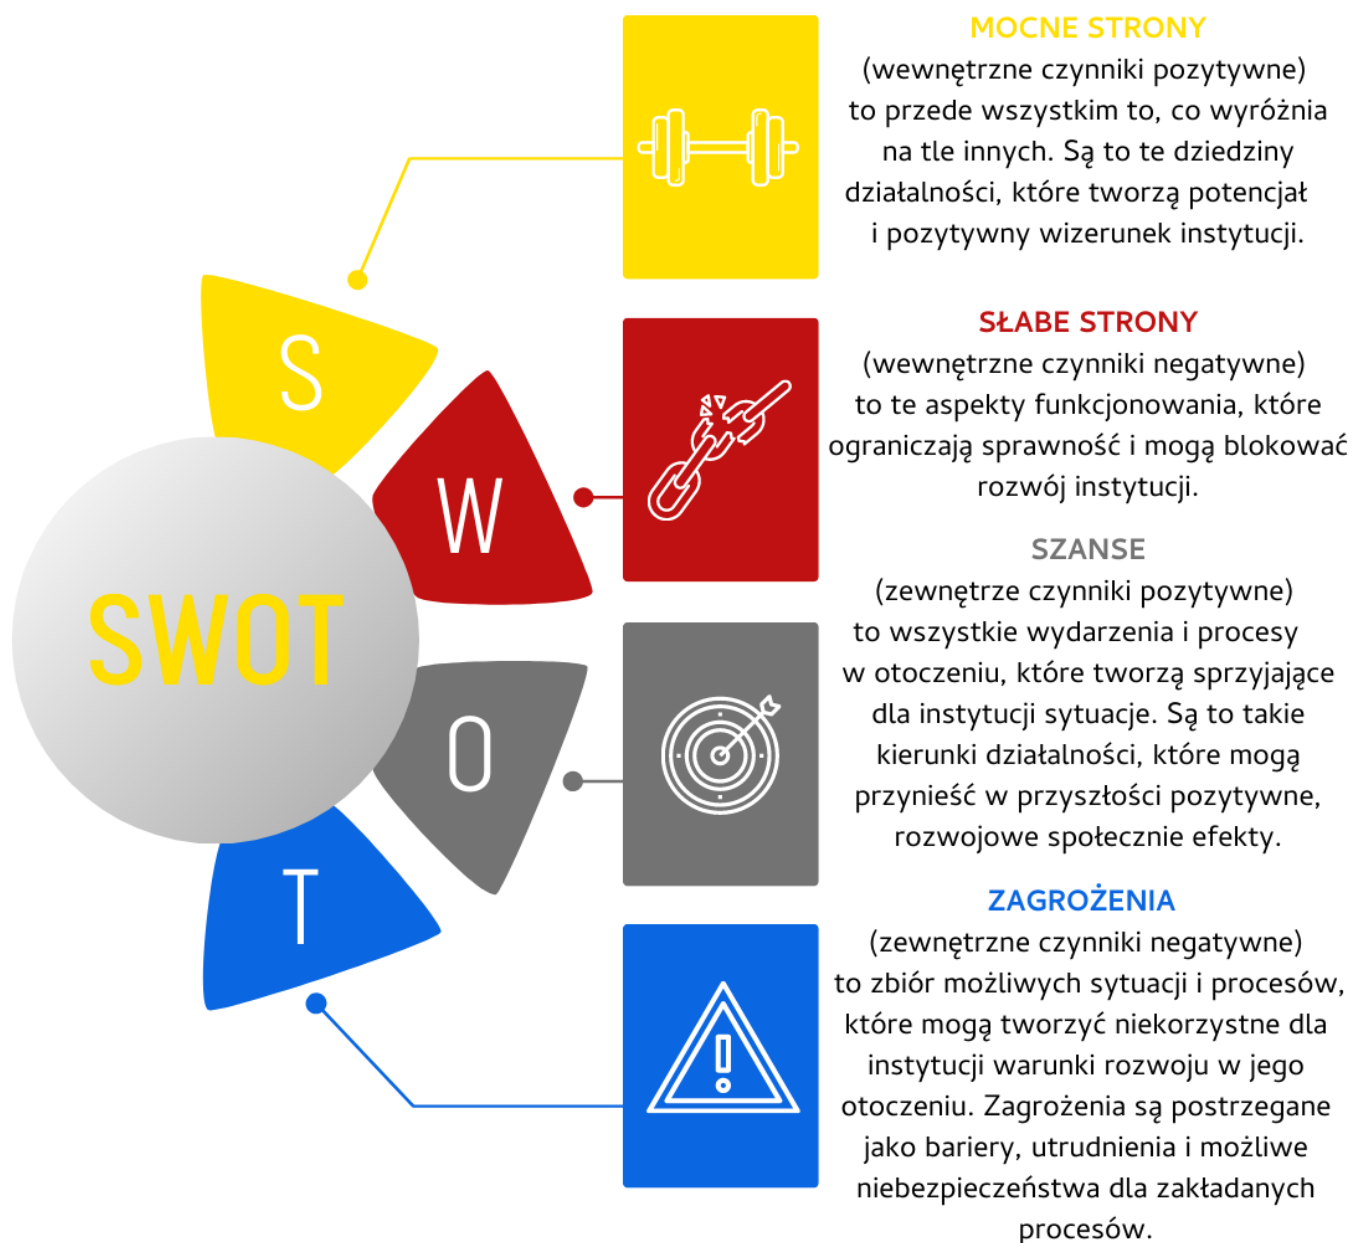 SWOT
S
W
O
T
MOCNE STRONY
(wewnętrzne czynniki pozytywne)
to przede wszystkim to, co wyróżnia
na tle innych. Są to te dziedziny
działalności, które tworzą potencjał
i pozytywny wizerunek instytucji.
SŁABE STRONY
(wewnętrzne czynniki negatywne)
to te aspekty funkcjonowania, które
ograniczają sprawność i mogą blokować
rozwój instytucji.
SZANSE
(zewnętrze czynniki pozytywne)
to wszystkie wydarzenia i procesy
w otoczeniu, które tworzą sprzyjające
dla instytucji sytuacje. Są to takie
kierunki działalności, które mogą
przynieść w przyszłości pozytywne,
rozwojowe społecznie efekty.
ZAGROŻENIA
(zewnętrzne czynniki negatywne)
to zbiór możliwych sytuacji i procesów,
które mogą tworzyć niekorzystne dla
instytucji warunki rozwoju w jego
otoczeniu. Zagrożenia są postrzegane
jako bariery, utrudnienia i możliwe
niebezpieczeństwa dla zakładanych
procesów.